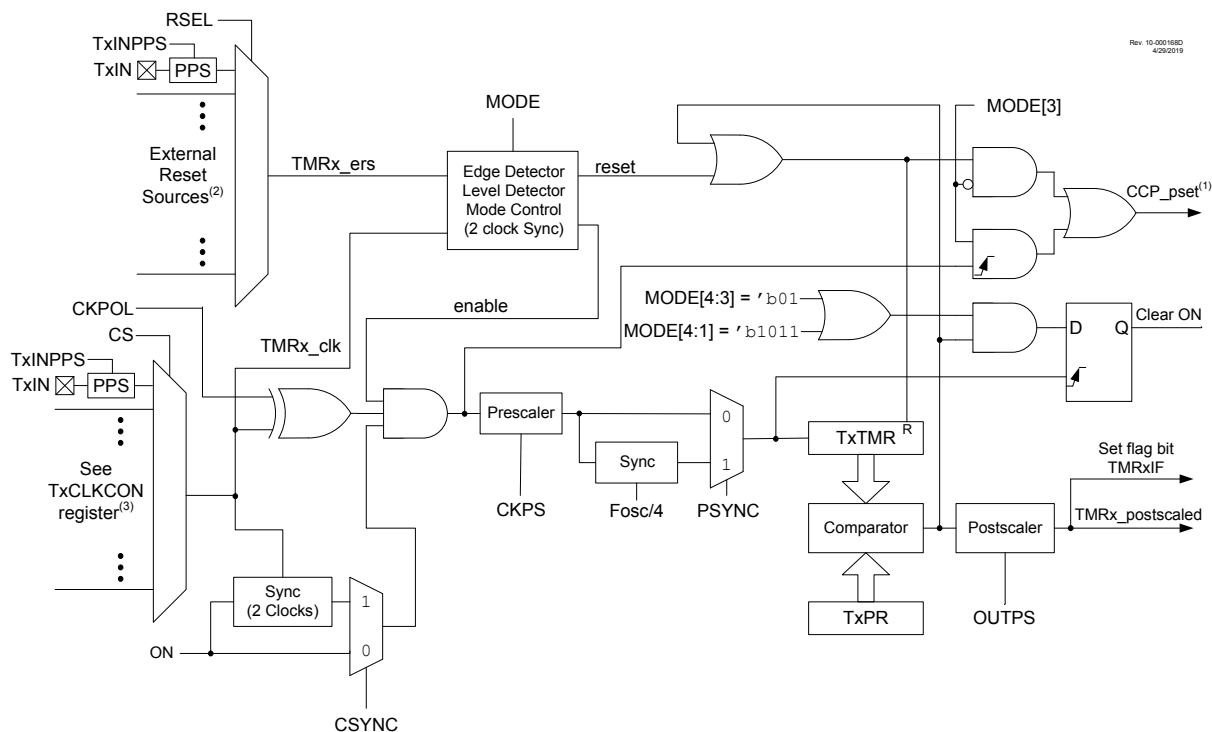 RSEL
Rev. 10-000168D
4/29/2019
TxINPPS
TxIN
PPS
MODE
MODE[3]
External
Reset
Sources(2)
TMRx_ers
Edge Detector
Level Detector
Mode Control
(2 clock Sync)
reset
CCP_pset(1)
CKPOL
CS
enable
MODE[4:3] = 'b01
MODE[4:1] = 'b1011
D
Q
Clear ON
TMRx_clk
TxINPPS
TxIN
PPS
Prescaler
0
1
TxTMR
R
Sync
See
TxCLKCON
register(3)
CKPS
Fosc/4
PSYNC
Set flag bit
TMRxIF
TMRx_postscaled
Comparator
Postscaler
Sync
(2 Clocks)
1
0
TxPR
OUTPS
ON
CSYNC